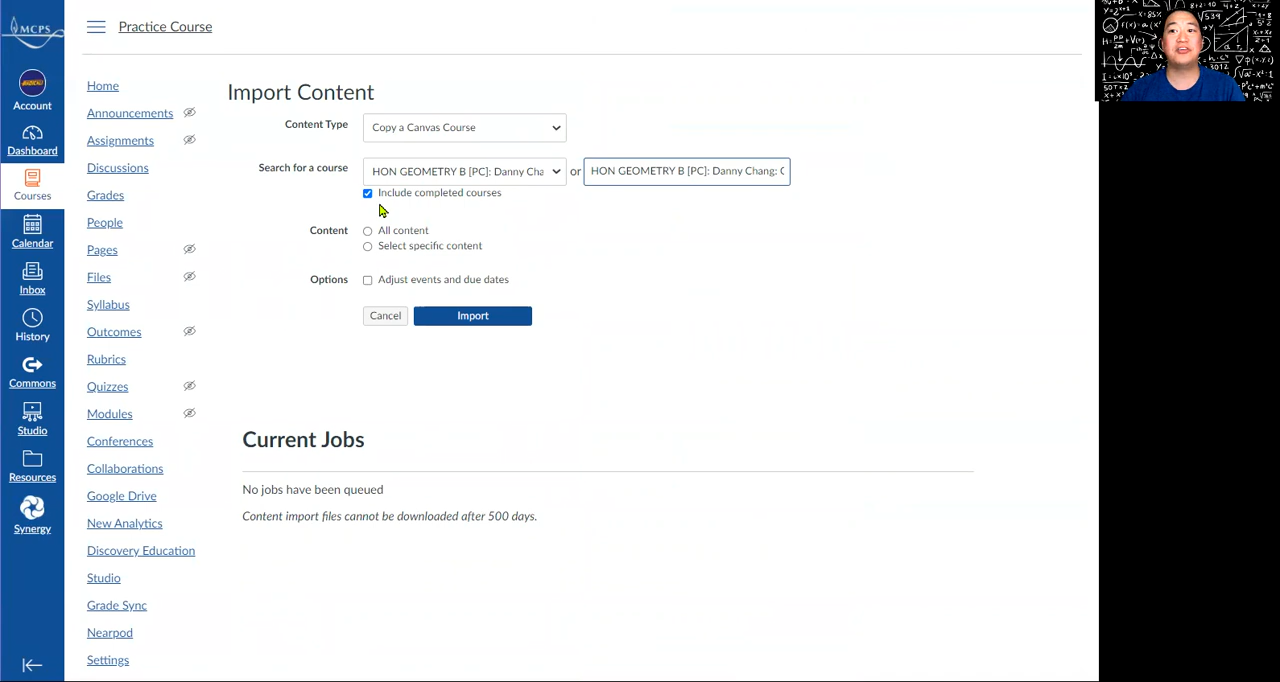 MCPS
Practice Course
Account
Dashboard
Courses
Calendar
Inbox
History
Commons
Studio
Resources
Synergy
Home
Announcements
Assignments
Discussions
Grades
People
Pages
Files
Syllabus
Outcomes
Rubrics
Quizzes
Modules
Conferences
Collaborations
Google Drive
New Analytics
Discovery Education
Studio
Grade Sync
Nearpod
Settings
Import Content
Content Type Copy a Canvas Course
Search for a course HON GEOMETRY B [PC]: Danny Cha or HON GEOMETRY B [PC]: Danny Chang: C
Include completed courses
Content All content
Select specific content
Options Adjust events and due dates
Cancel Import
Current Jobs
No jobs have been queued
Content import files cannot be downloaded after 500 days.